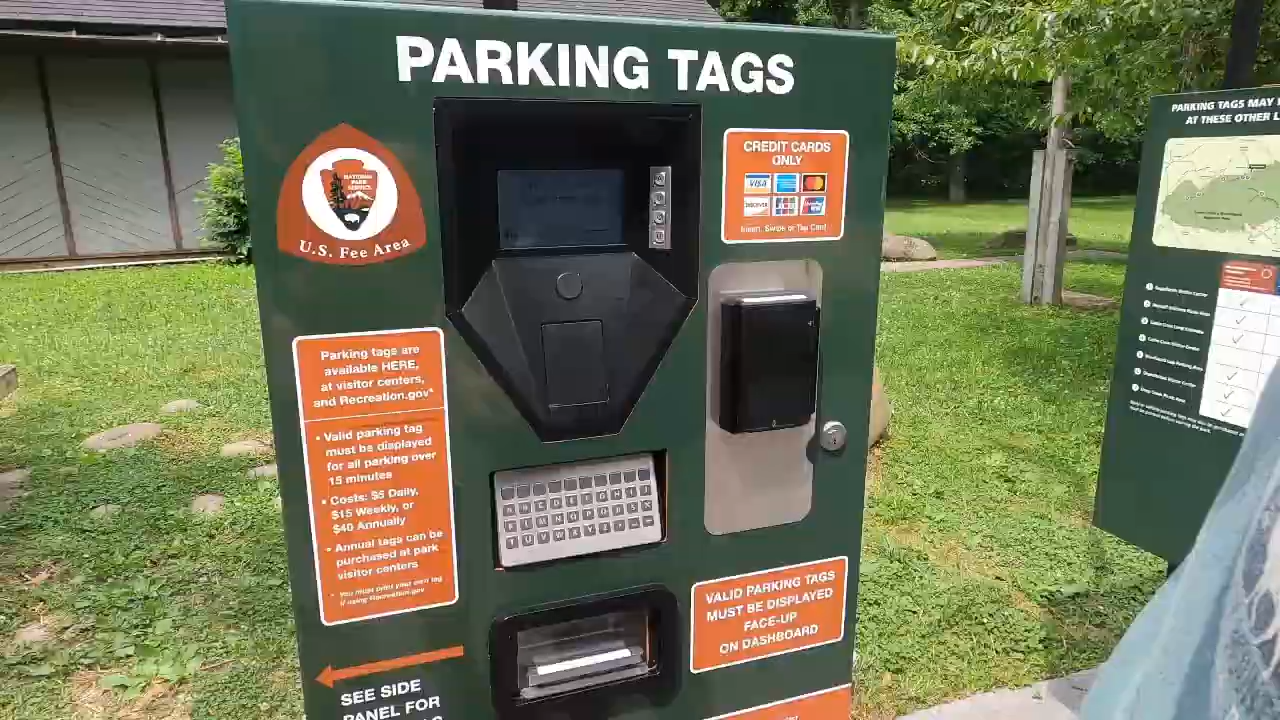 PARKING TAGS
NATIONAL
PARK
SERVICE
U.S. Fee Area
CREDIT CARDS
ONLY
VISA
DISCOVER
JCB
Insert, Swipe or Tap Card
Parking tags are
available HERE,
at visitor centers,
and Recreation.gov*
• Valid parking tag
must be displayed
for all parking over
15 minutes
• Costs: $5 Daily,
$15 Weekly, or
$40 Annually
• Annual tags can be
purchased at park
visitor centers
* You must print your own tag
if using Recreation.gov
SEE SIDE
PANEL FOR
VALID PARKING TAGS
MUST BE DISPLAYED
FACE-UP
ON DASHBOARD
PARKING TAGS MAY
AT THESE OTHER